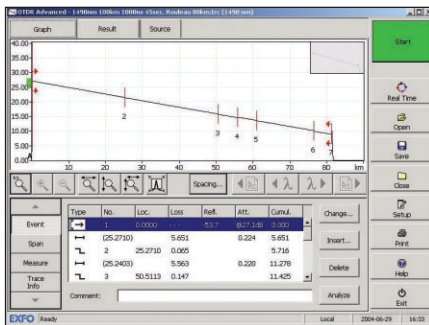 OTDR Advanced - 1490nm 100km 1000ns 45sec. Rouleau 80km.trc (1490 nm)
Graph Result Source
Start
40.00
35.00
30.00
25.00
20.00
15.00
10.00
5.00
0.00
2 3 4 5 6 7
10 20 30 40 50 60 70 80 km
Real Time
Open
Save
Close
Setup
Print
Help
Exit
Spacing...
Event
Span
Measure
Trace Info
Type No. Loc. Loss Refl. Att. Cumul.
1 0.0000 --- -53.7 @27.1dB 0.000
(25.2710) 5.651 0.224 5.651
2 25.2710 0.065 5.716
(25.2403) 5.563 0.220 11.278
3 50.5113 0.147 11.425
Change...
Insert...
Delete
Analyze
Comment:
EXFO Ready Local 2004-06-29 16:33